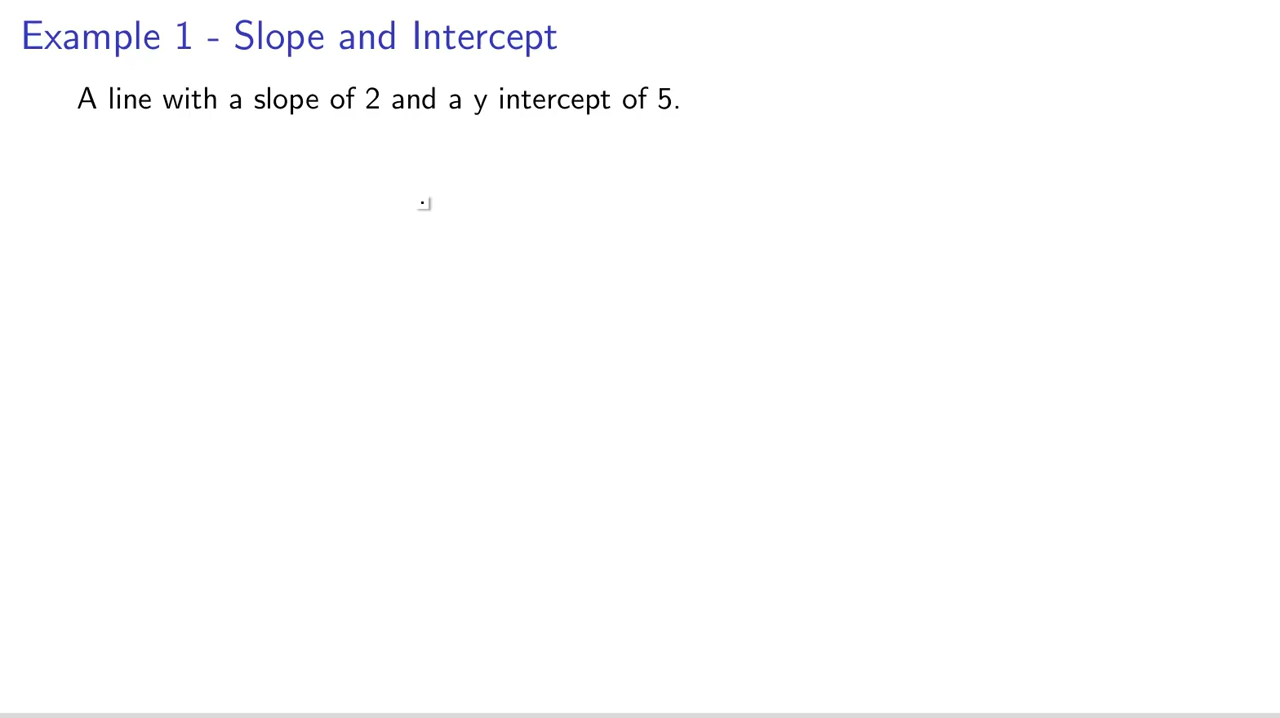 Example 1 - Slope and Intercept
A line with a slope of 2 and a y intercept of 5.